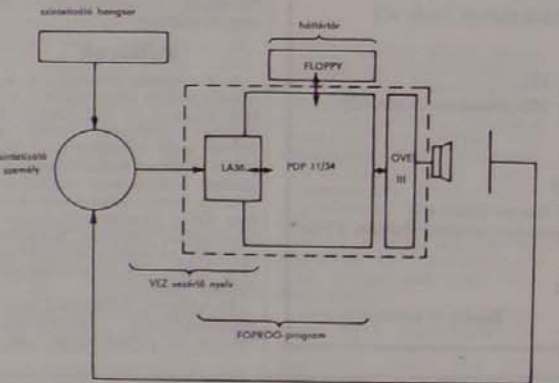 szintetizáló hangsor
háttértár
FLOPPY
szintetizáló
személy
LA36
PDP 11/34
OVE
III
VEZ vezérlő nyelv
FOPROG-program